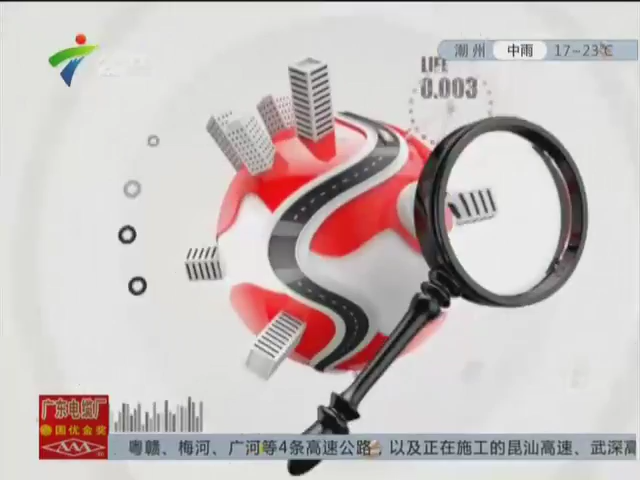 潮州 中雨 17-23℃
LIFE
0.003
广东电缆厂
国优金奖
AAA
粤赣、梅河、广河等4条高速公路，以及正在施工的昆汕高速、武深高